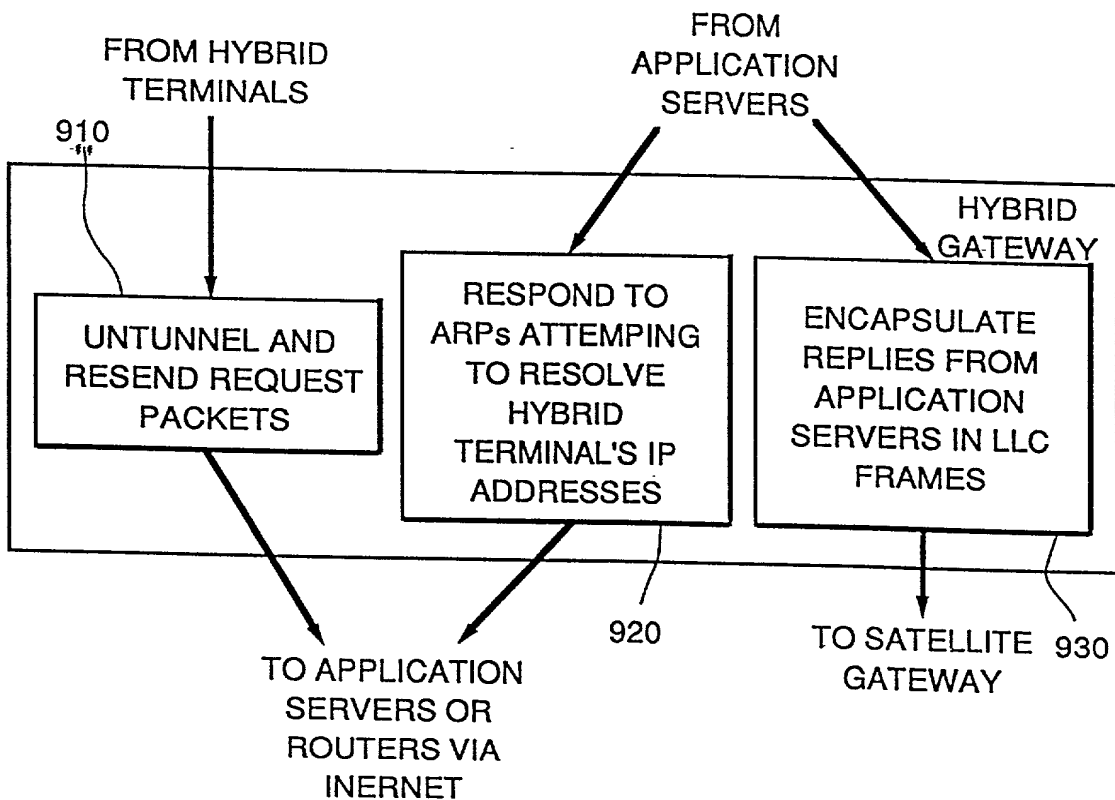 FROM HYBRID
TERMINALS
FROM
APPLICATION
SERVERS
910
HYBRID
GATEWAY
UNTUNNEL AND
RESEND REQUEST
PACKETS
RESPOND TO
ARPs ATTEMPING
TO RESOLVE
HYBRID
TERMINAL'S IP
ADDRESSES
ENCAPSULATE
REPLIES FROM
APPLICATION
SERVERS IN LLC
FRAMES
920
930
TO APPLICATION
SERVERS OR
ROUTERS VIA
INERNET
TO SATELLITE
GATEWAY